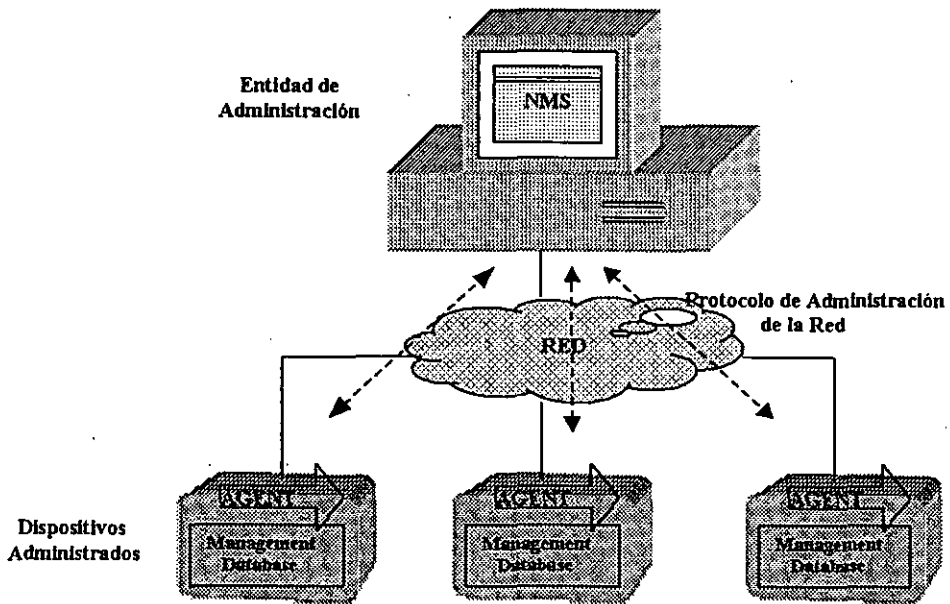 Entidad de
Administración
NMS
Protocolo de Administración
de la Red
RED
AGENT
AGENT
AGENT
Dispositivos
Administrados
Management
Database
Management
Database
Management
Database